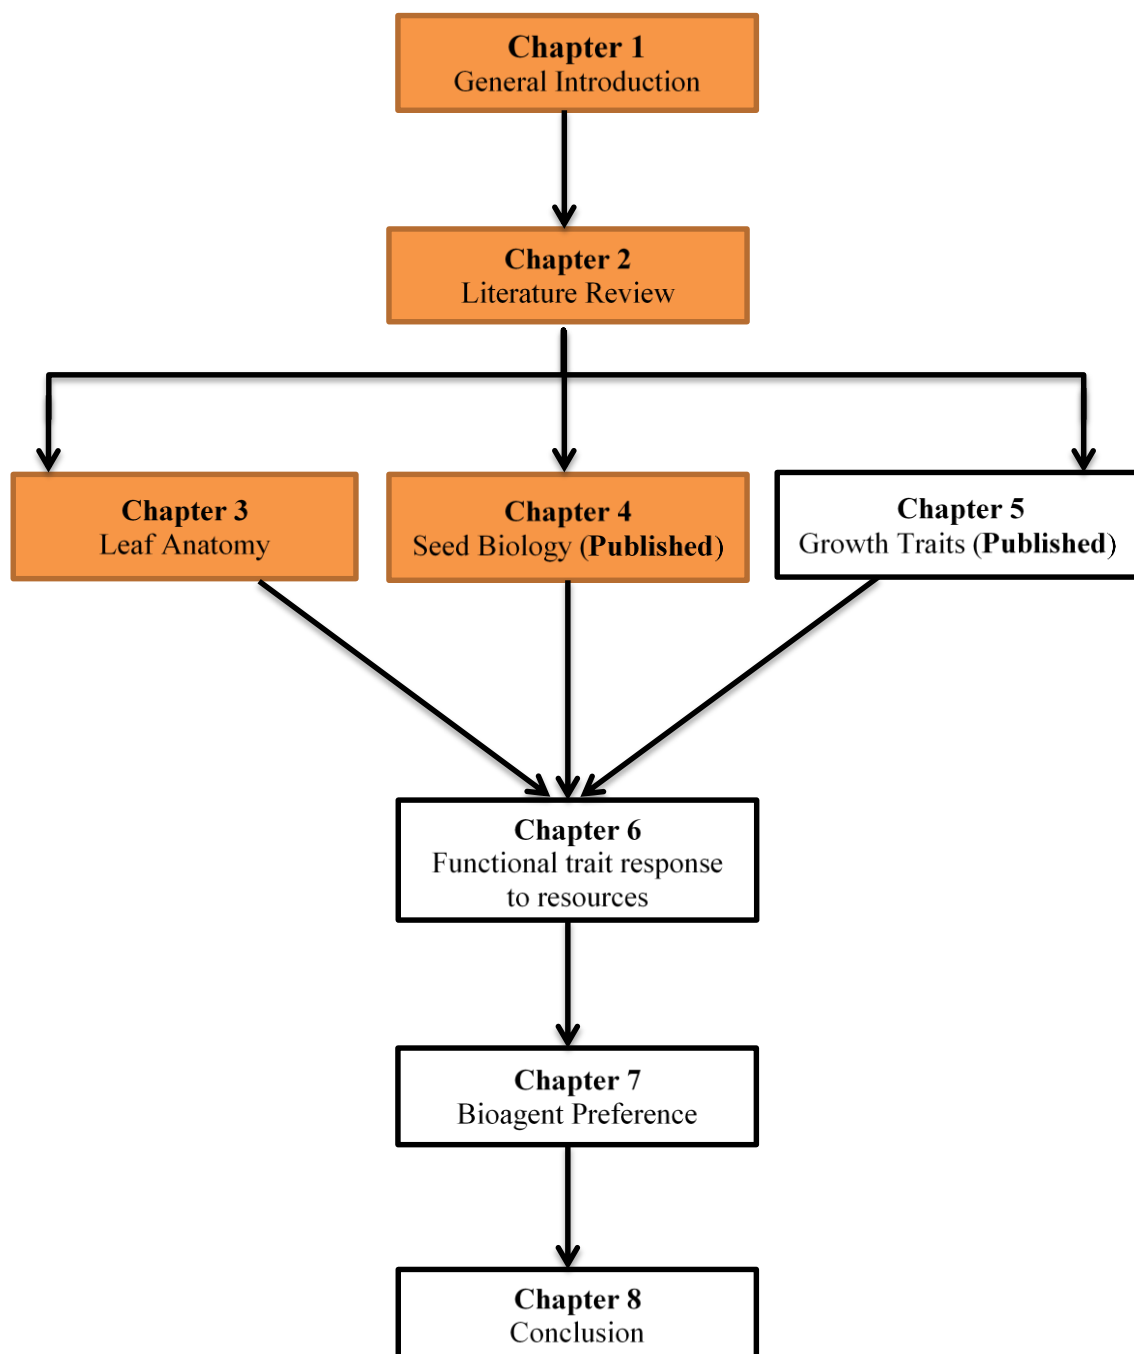 Chapter 1
General Introduction
Chapter 2
Literature Review
Chapter 3
Leaf Anatomy
Chapter 4
Seed Biology (Published)
Chapter 5
Growth Traits (Published)
Chapter 6
Functional trait response
to resources
Chapter 7
Bioagent Preference
Chapter 8
Conclusion